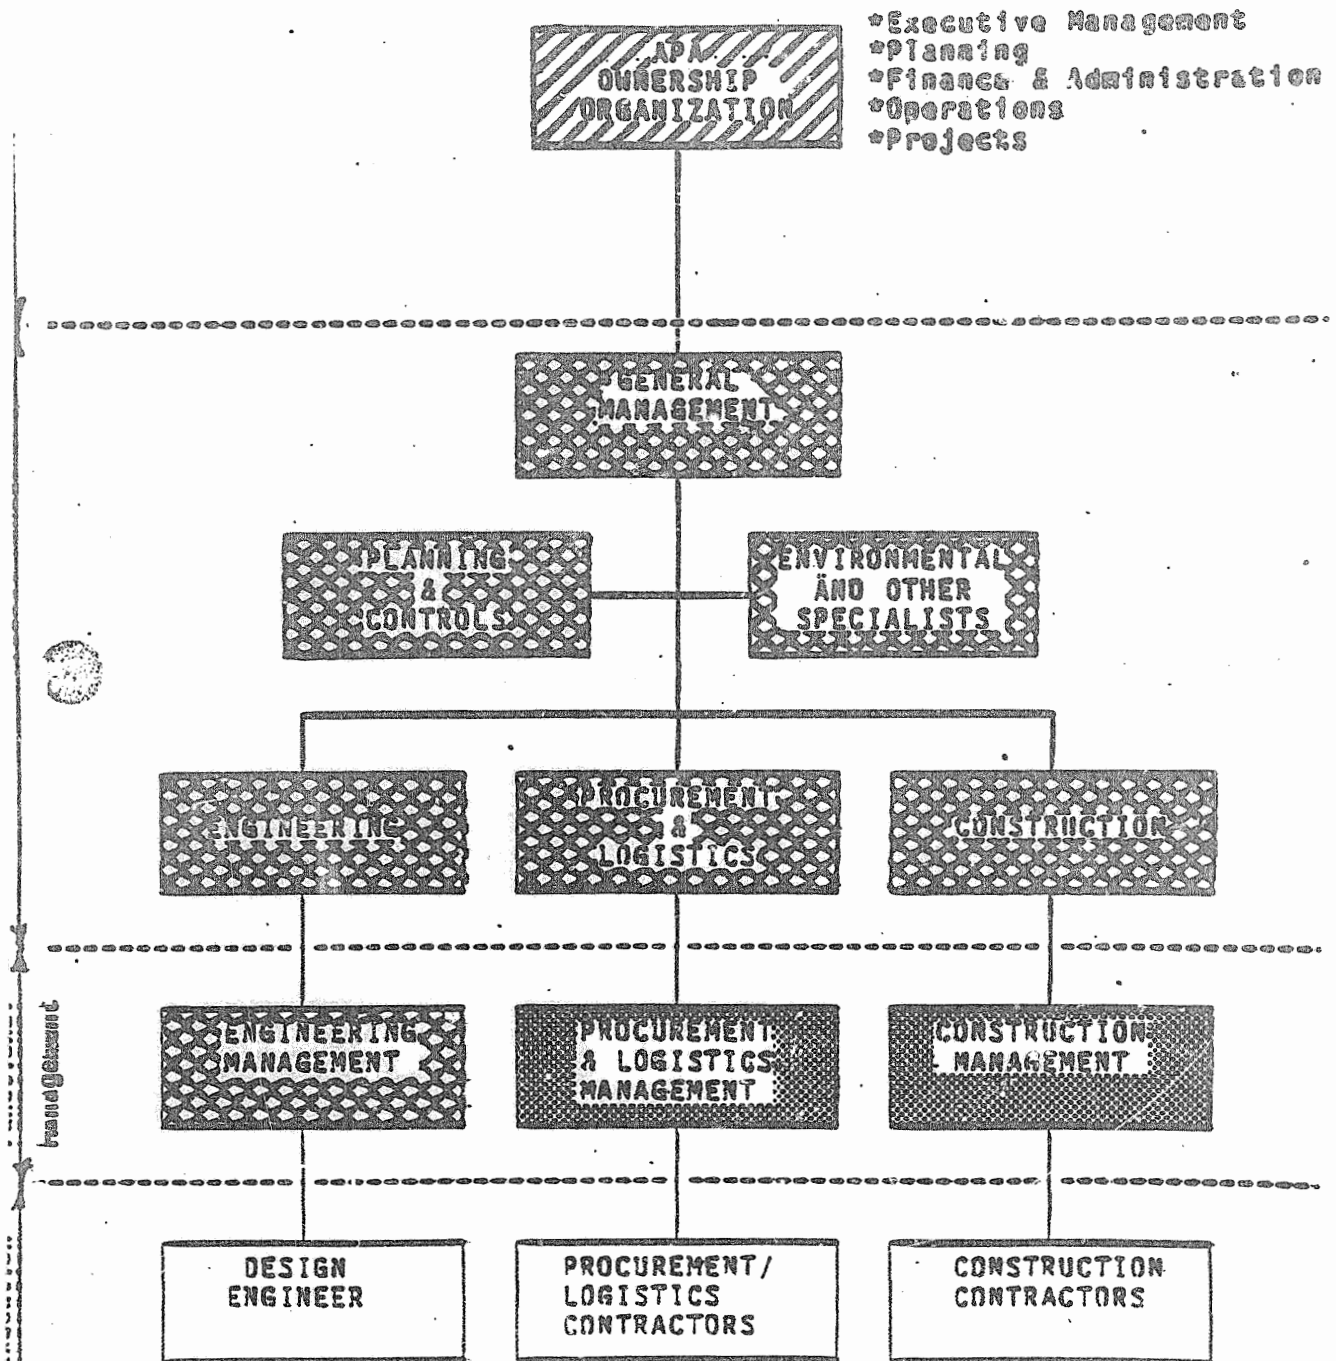 APA
OWNERSHIP
ORGANIZATION
*Executive Management
*Planning
*Finance & Administration
*Operations
*Projects
GENERAL
MANAGEMENT
PLANNING
&
CONTROLS
ENVIRONMENTAL
AND OTHER
SPECIALISTS
ENGINEERING
PROCUREMENT
&
LOGISTICS
CONSTRUCTION
management
ENGINEERING
MANAGEMENT
PROCUREMENT
& LOGISTICS
MANAGEMENT
CONSTRUCTION
MANAGEMENT
DESIGN
ENGINEER
PROCUREMENT/
LOGISTICS
CONTRACTORS
CONSTRUCTION
CONTRACTORS